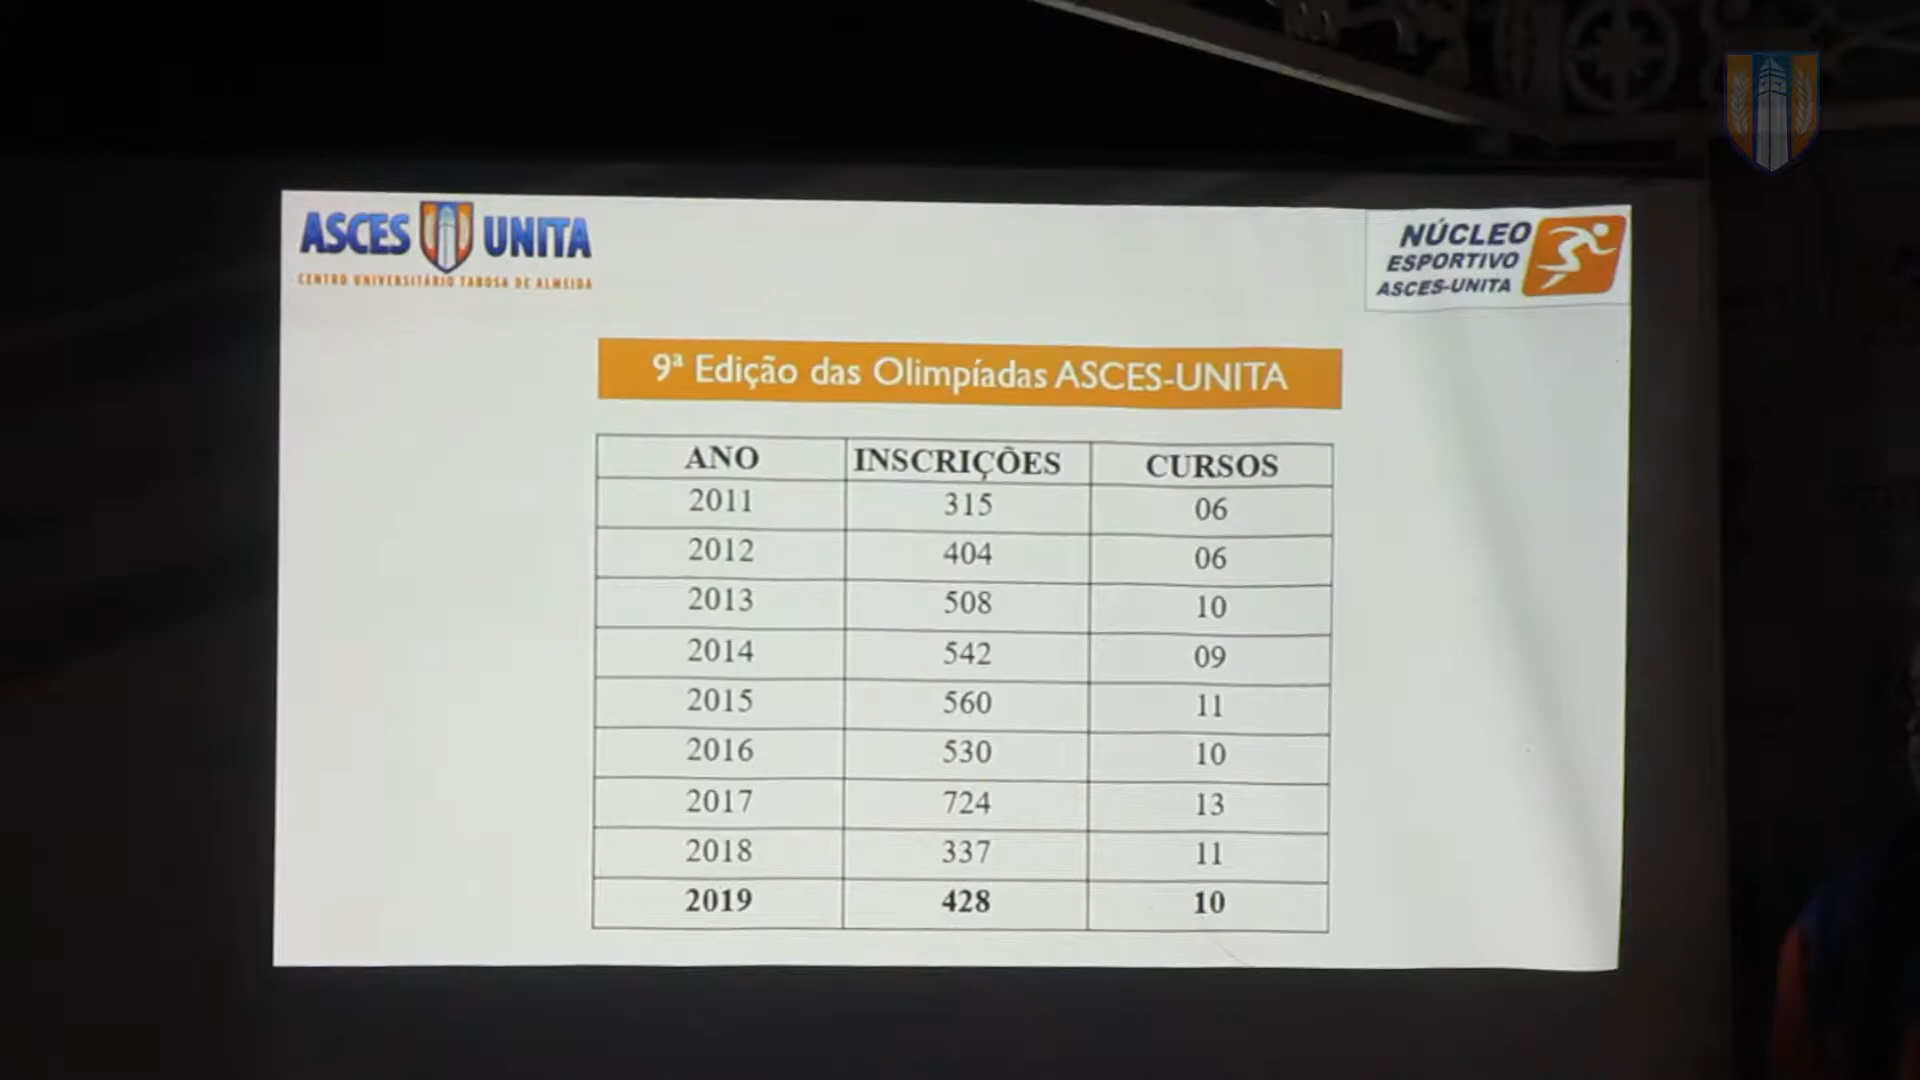 ASCES UNITA
CENTRO UNIVERSITÁRIO TABOSA DE ALMEIDA
NÚCLEO
ESPORTIVO
ASCES-UNITA
9ª Edição das Olimpíadas ASCES-UNITA
ANO INSCRIÇÕES CURSOS
2011 315 06
2012 404 06
2013 508 10
2014 542 09
2015 560 11
2016 530 10
2017 724 13
2018 337 11
2019 428 10